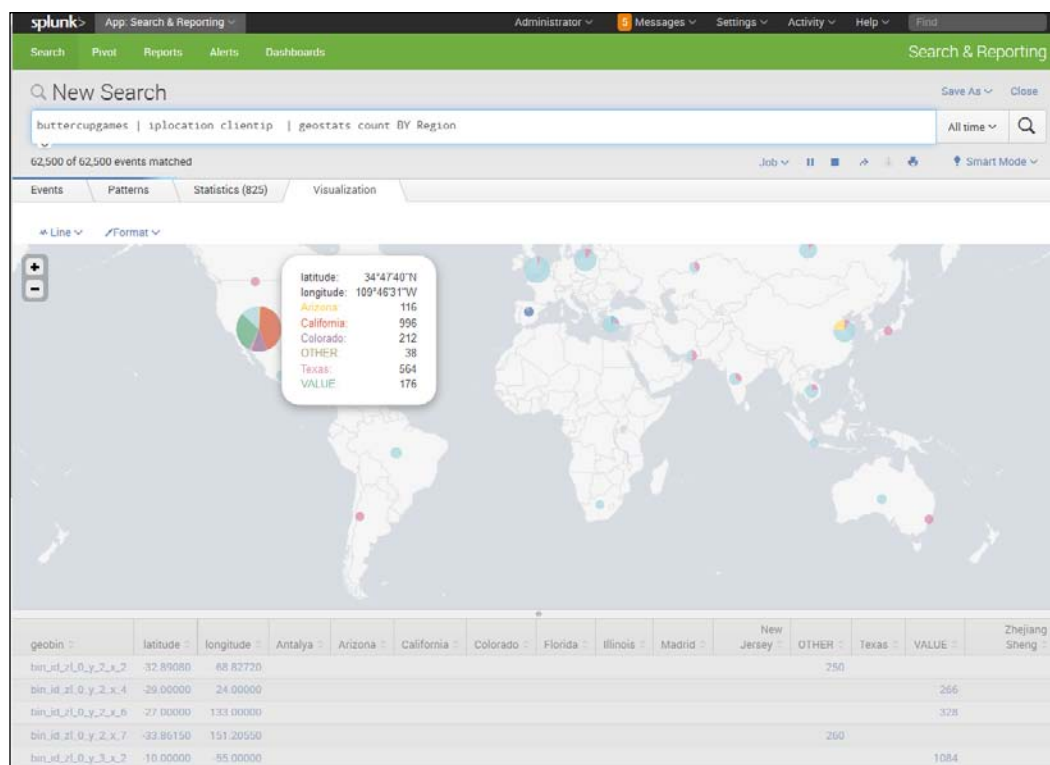 splunk> App: Search & Reporting Administrator 5 Messages Settings Activity Help Find
Search Pivot Reports Alerts Dashboards Search & Reporting
New Search Save As Close
buttercupgames | iplocation clientip | geostats count BY Region All time
62,500 of 62,500 events matched Job Smart Mode
Events Patterns Statistics (825) Visualization
Line Format
+
-
latitude: 34°47'40"N
longitude: 109°46'31"W
Arizona: 116
California: 996
Colorado: 212
OTHER: 38
Texas: 564
VALUE: 176
geobin latitude longitude Antalya Arizona California Colorado Florida Illinois Madrid New Jersey OTHER Texas VALUE Zhejiang Sheng
bin_id_zl_0_y_2_x_2 -32.89080 -68.82720 250
bin_id_zl_0_y_2_x_4 -29.00000 24.00000 266
bin_id_zl_0_y_2_x_6 -27.00000 133.00000 328
bin_id_zl_0_y_2_x_7 -33.86150 151.20550 260
bin_id_zl_0_y_3_x_2 -10.00000 -55.00000 1084